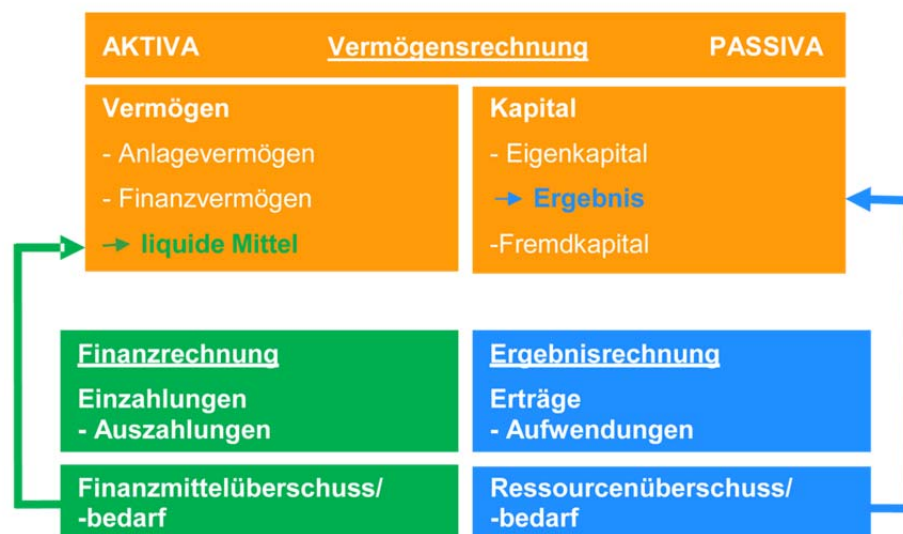 AKTIVA Vermögensrechnung PASSIVA
Vermögen
- Anlagevermögen
- Finanzvermögen
→ liquide Mittel
Kapital
- Eigenkapital
→ Ergebnis
-Fremdkapital
Finanzrechnung
Einzahlungen
- Auszahlungen
Finanzmittelüberschuss/
-bedarf
Ergebnisrechnung
Erträge
- Aufwendungen
Ressourcenüberschuss/
-bedarf